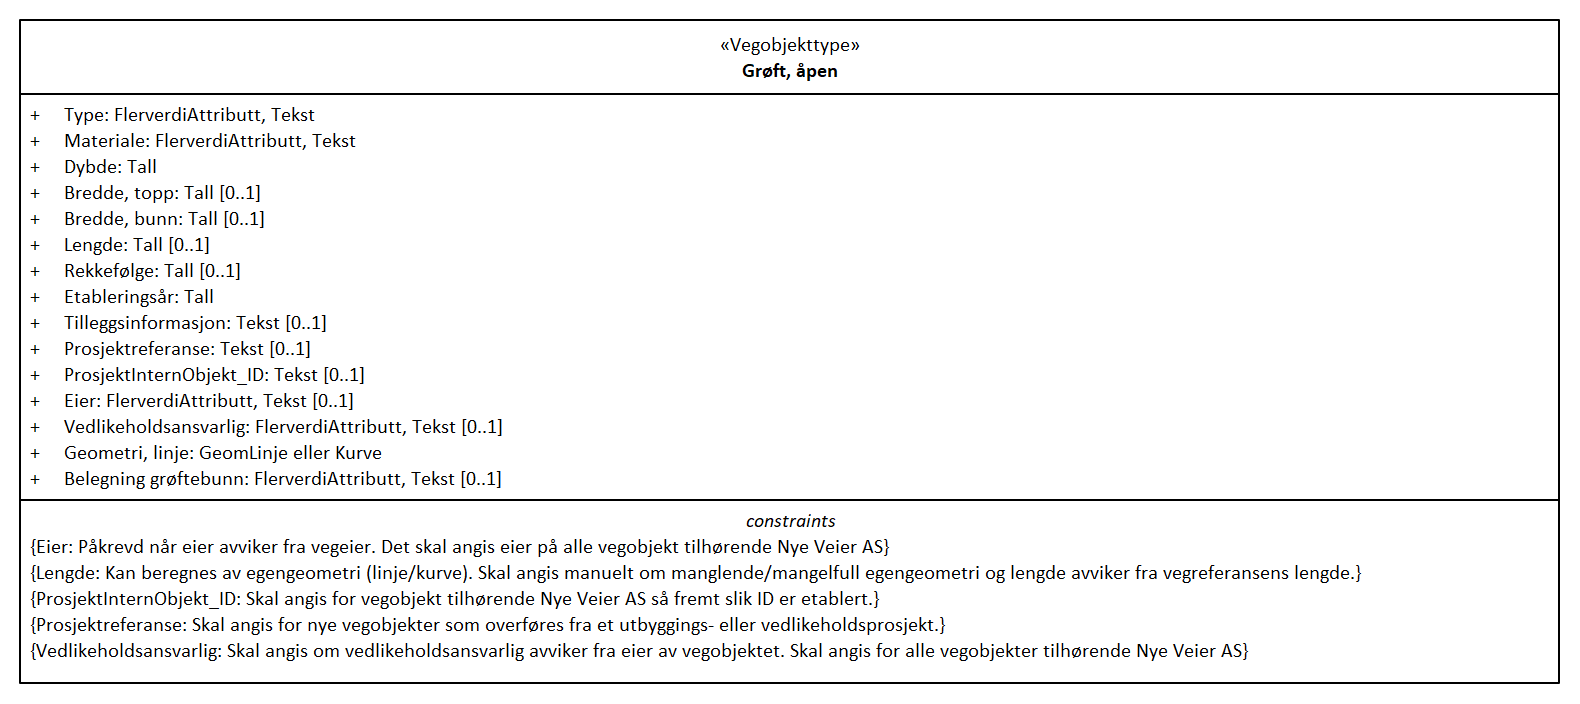 «Vegobjekttype»
Grøft, åpen
+ Type: FlerverdiAttributt, Tekst
+ Materiale: FlerverdiAttributt, Tekst
+ Dybde: Tall
+ Bredde, topp: Tall [0..1]
+ Bredde, bunn: Tall [0..1]
+ Lengde: Tall [0..1]
+ Rekkefølge: Tall [0..1]
+ Etableringsår: Tall
+ Tilleggsinformasjon: Tekst [0..1]
+ Prosjektreferanse: Tekst [0..1]
+ ProsjektInternObjekt_ID: Tekst [0..1]
+ Eier: FlerverdiAttributt, Tekst [0..1]
+ Vedlikeholdsansvarlig: FlerverdiAttributt, Tekst [0..1]
+ Geometri, linje: GeomLinje eller Kurve
+ Belegning grøftebunn: FlerverdiAttributt, Tekst [0..1]
constraints
{Eier: Påkrevd når eier avviker fra vegeier. Det skal angis eier på alle vegobjekt tilhørende Nye Veier AS}
{Lengde: Kan beregnes av egengeometri (linje/kurve). Skal angis manuelt om manglende/mangelfull egengeometri og lengde avviker fra vegreferansens lengde.}
{ProsjektInternObjekt_ID: Skal angis for vegobjekt tilhørende Nye Veier AS så fremt slik ID er etablert.}
{Prosjektreferanse: Skal angis for nye vegobjekter som overføres fra et utbyggings- eller vedlikeholdsprosjekt.}
{Vedlikeholdsansvarlig: Skal angis om vedlikeholdsansvarlig avviker fra eier av vegobjektet. Skal angis for alle vegobjekter tilhørende Nye Veier AS}